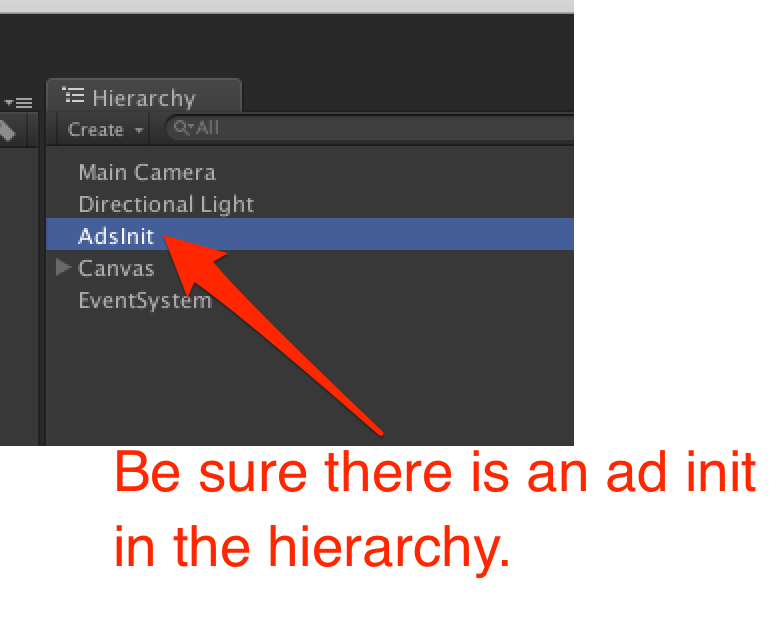 Hierarchy
Create All
Main Camera
Directional Light
AdsInit
Canvas
EventSystem
Be sure there is an ad init
in the hierarchy.